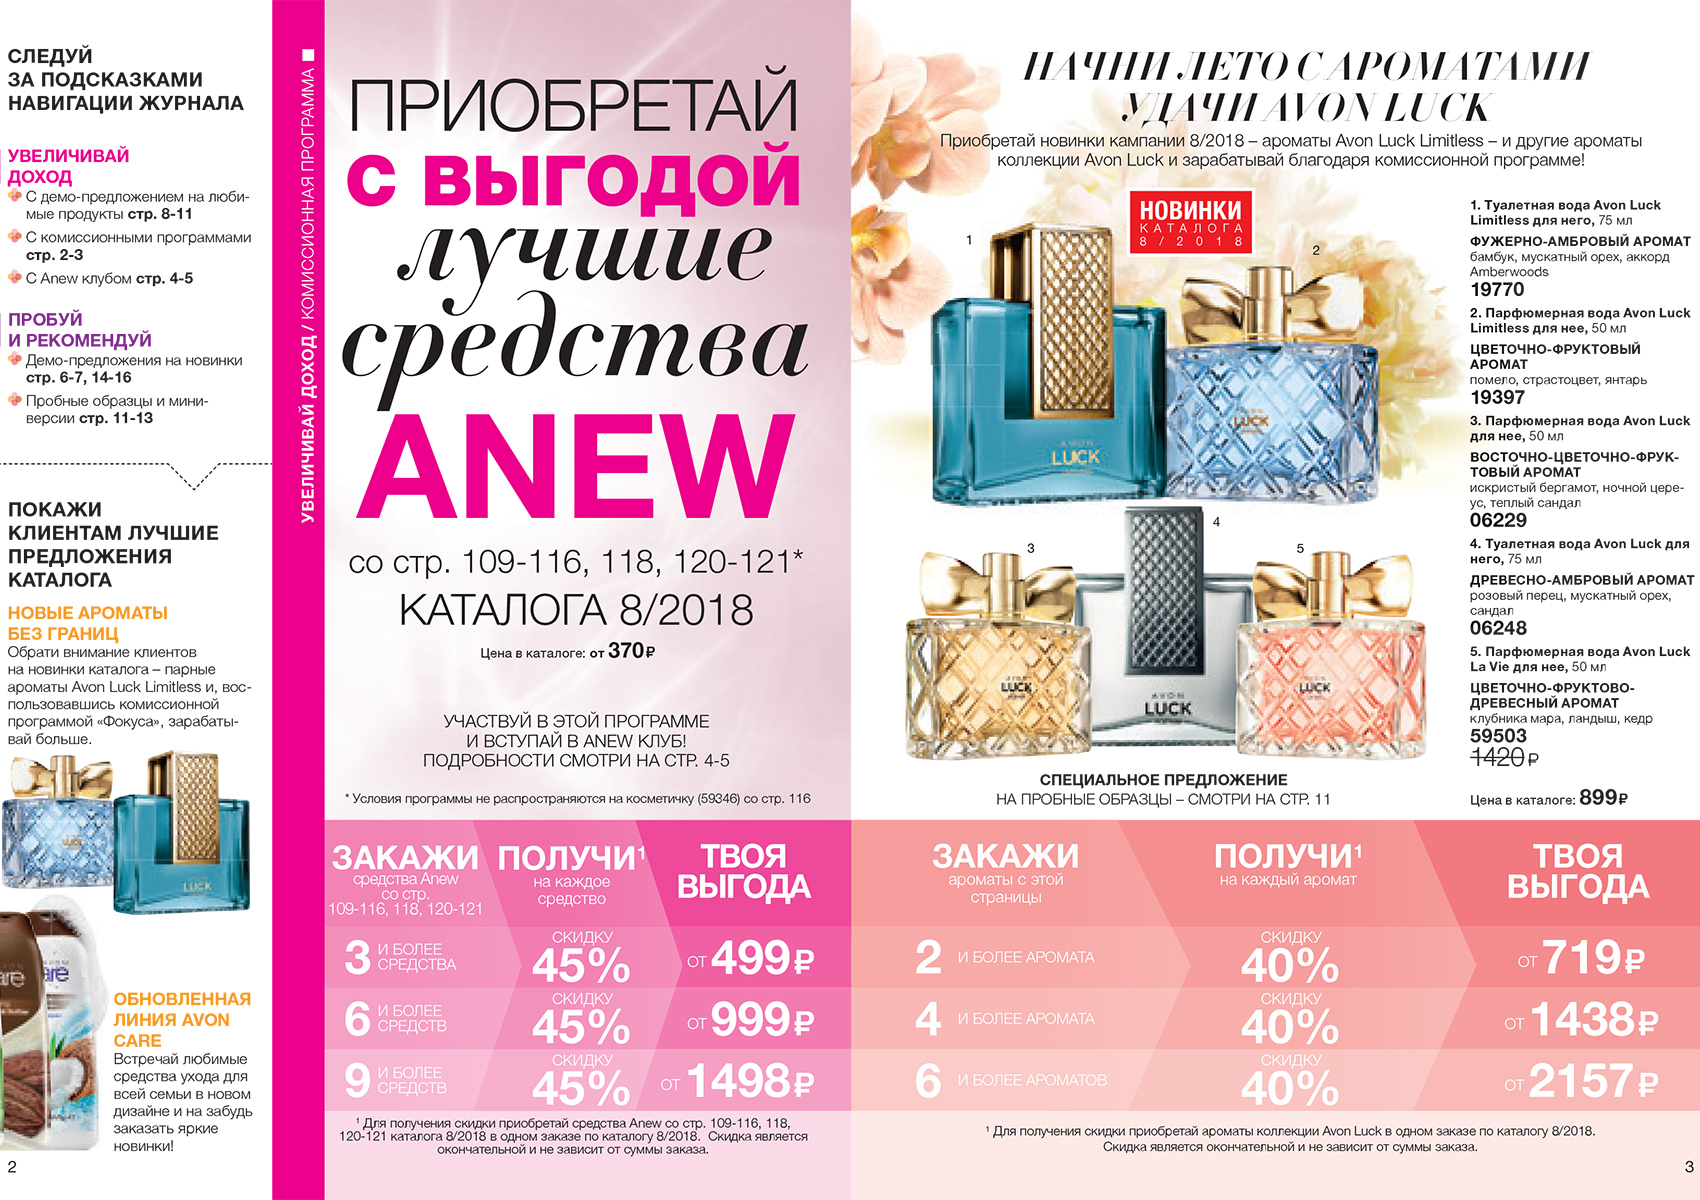 СЛЕДУЙ
ЗА ПОДСКАЗКАМИ
НАВИГАЦИИ ЖУРНАЛА
УВЕЛИЧИВАЙ
ДОХОД
С демо-предложением на люби-
мые продукты стр. 8-11
С комиссионными программами
стр. 2-3
С Anew клубом стр. 4-5
ПРОБУЙ
И РЕКОМЕНДУЙ
Демо-предложения на новинки
стр. 6-7, 14-16
Пробные образцы и мини-
версии стр. 11-13
ПОКАЖИ
КЛИЕНТАМ ЛУЧШИЕ
ПРЕДЛОЖЕНИЯ
КАТАЛОГА
НОВЫЕ АРОМАТЫ
БЕЗ ГРАНИЦ
Обрати внимание клиентов
на новинки каталога – парные
ароматы Avon Luck Limitless и, вос-
пользовавшись комиссионной
программой «Фокуса», зарабаты-
вай больше.
LUCK
LUCK
are
are
ОБНОВЛЕННАЯ
ЛИНИЯ AVON
CARE
Встречай любимые
средства ухода для
всей семьи в новом
дизайне и на забудь
заказать яркие
новинки!
2
УВЕЛИЧИВАЙ ДОХОД / КОМИССИОННАЯ ПРОГРАММА
ПРИОБРЕТАЙ
С ВЫГОДОЙ
лучшие
средства
ANEW
со стр. 109-116, 118, 120-121*
КАТАЛОГА 8/2018
Цена в каталоге: от 370 ₽
УЧАСТВУЙ В ЭТОЙ ПРОГРАММЕ
И ВСТУПАЙ В ANEW КЛУБ!
ПОДРОБНОСТИ СМОТРИ НА СТР. 4-5
* Условия программы не распространяются на косметичку (59346) со стр. 116
ЗАКАЖИ
средства Anew
со стр.
109-116, 118, 120-121
ПОЛУЧИ¹
на каждое
средство
ТВОЯ
ВЫГОДА
3 И БОЛЕЕ
СРЕДСТВА
СКИДКУ
45%
ОТ 499 ₽
6 И БОЛЕЕ
СРЕДСТВ
СКИДКУ
45%
ОТ 999 ₽
9 И БОЛЕЕ
СРЕДСТВ
СКИДКУ
45%
ОТ 1498 ₽
¹ Для получения скидки приобретай средства Anew со стр. 109-116, 118,
120-121 каталога 8/2018 в одном заказе по каталогу 8/2018. Скидка является
окончательной и не зависит от суммы заказа.
НАЧНИ ЛЕТО С АРОМАТАМИ
УДАЧИ AVON LUCK
Приобретай новинки кампании 8/2018 – ароматы Avon Luck Limitless – и другие ароматы
коллекции Avon Luck и зарабатывай благодаря комиссионной программе!
НОВИНКИ
КАТАЛОГА
8 / 2018
1
2
AVON
LUCK
LUCK
3
4
5
LUCK
AVON
LUCK
LUCK
СПЕЦИАЛЬНОЕ ПРЕДЛОЖЕНИЕ
НА ПРОБНЫЕ ОБРАЗЦЫ – СМОТРИ НА СТР. 11
1. Туалетная вода Avon Luck
Limitless для него, 75 мл
ФУЖЕРНО-АМБРОВЫЙ АРОМАТ
бамбук, мускатный орех, аккорд
Amberwoods
19770
2. Парфюмерная вода Avon Luck
Limitless для нее, 50 мл
ЦВЕТОЧНО-ФРУКТОВЫЙ
АРОМАТ
помело, страстоцвет, янтарь
19397
3. Парфюмерная вода Avon Luck
для нее, 50 мл
ВОСТОЧНО-ЦВЕТОЧНО-ФРУК-
ТОВЫЙ АРОМАТ
искристый бергамот, ночной цере-
ус, теплый сандал
06229
4. Туалетная вода Avon Luck для
него, 75 мл
ДРЕВЕСНО-АМБРОВЫЙ АРОМАТ
розовый перец, мускатный орех,
сандал
06248
5. Парфюмерная вода Avon Luck
La Vie для нее, 50 мл
ЦВЕТОЧНО-ФРУКТОВО-
ДРЕВЕСНЫЙ АРОМАТ
клубника мара, ландыш, кедр
59503
1420 ₽
Цена в каталоге: 899 ₽
ЗАКАЖИ
ароматы с этой
страницы
ПОЛУЧИ¹
на каждый аромат
ТВОЯ
ВЫГОДА
2 И БОЛЕЕ АРОМАТА
СКИДКУ
40%
ОТ 719 ₽
4 И БОЛЕЕ АРОМАТА
СКИДКУ
40%
ОТ 1438 ₽
6 И БОЛЕЕ АРОМАТОВ
СКИДКУ
40%
ОТ 2157 ₽
¹ Для получения скидки приобретай ароматы коллекции Avon Luck в одном заказе по каталогу 8/2018.
Скидка является окончательной и не зависит от суммы заказа.
3